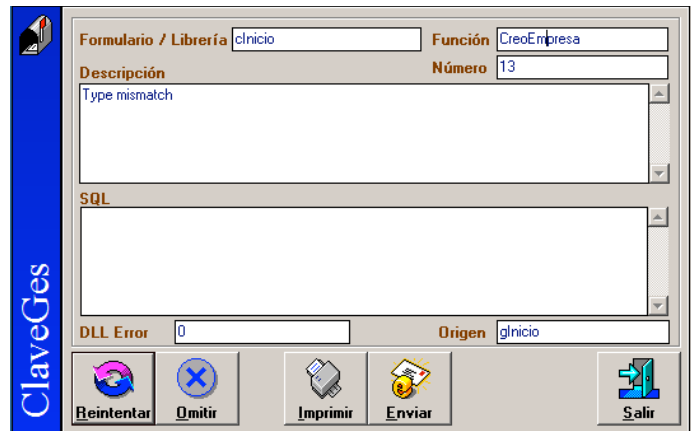 Formulario / Librería cInicio Función CreoEmpresa
Descripción Número 13
Type mismatch
SQL
DLL Error 0 Origen gInicio
Reintentar Omitir Imprimir Enviar Salir
ClaveGes